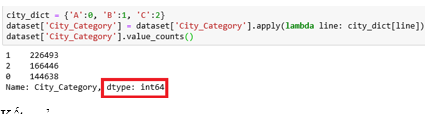 city_dict = {'A':0, 'B':1, 'C':2}
dataset['City_Category'] = dataset['City_Category'].apply(lambda line: city_dict[line])
dataset['City_Category'].value_counts()
1    226493
2    166446
0    144638
Name: City_Category, dtype: int64